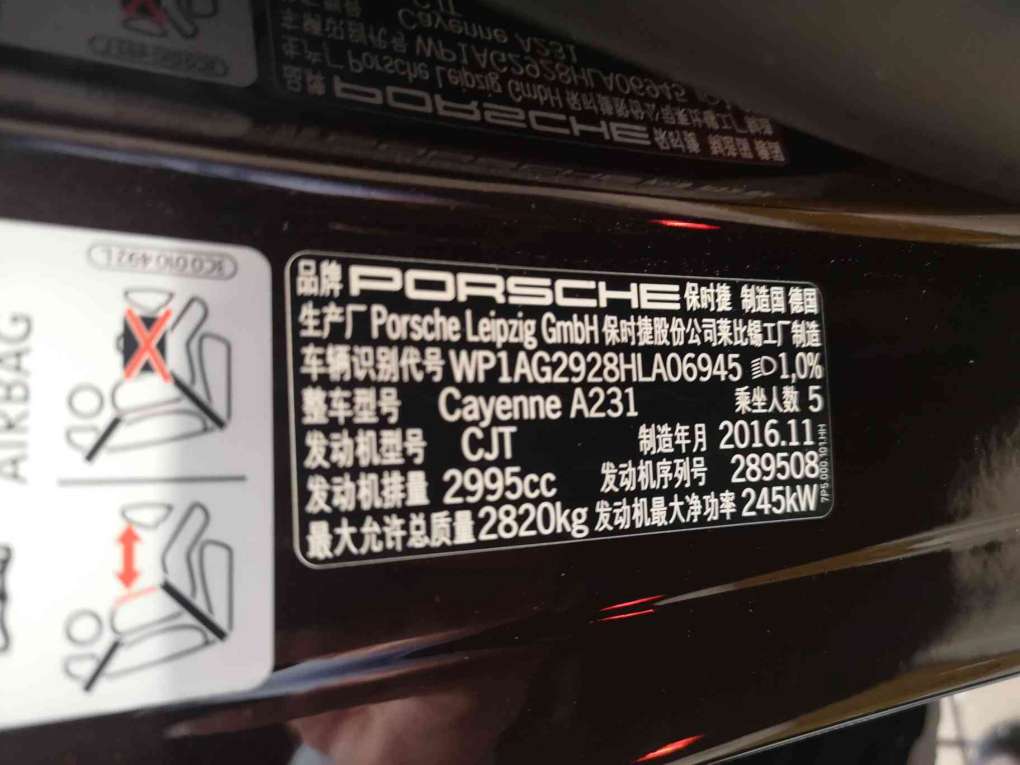 品牌 PORSCHE 保时捷 制造国 德国
生产厂 Porsche Leipzig GmbH 保时捷股份公司莱比锡工厂制造
车辆识别代号 WP1AG2928HLA06945 1,0%
整车型号 Cayenne A231 乘坐人数 5
发动机型号 CJT 制造年月 2016.11
发动机排量 2995cc 发动机序列号 289508
最大允许总质量 2820kg 发动机最大净功率 245kW
AIRBAG